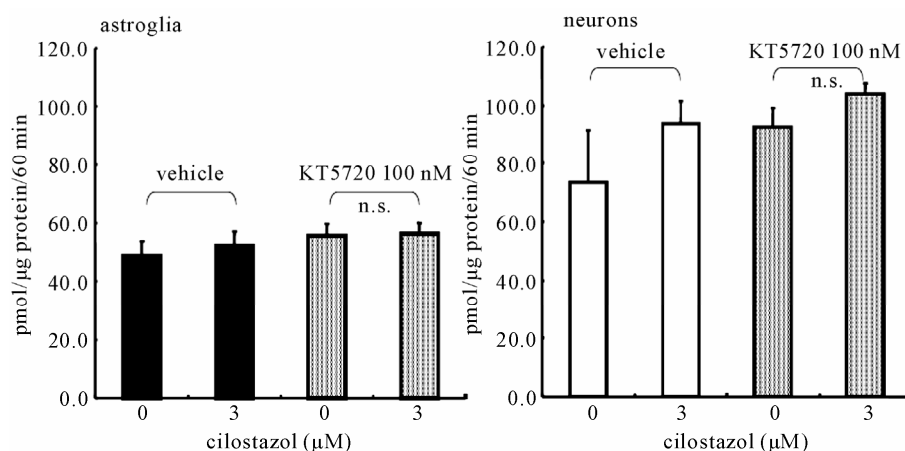 astroglia
120.0
100.0
80.0
60.0
40.0
20.0
0.0
pmol/μg protein/60 min
vehicle
KT5720 100 nM
n.s.
0 3 0 3
cilostazol (μM)
neurons
120.0
100.0
80.0
60.0
40.0
20.0
0.0
pmol/μg protein/60 min
vehicle
KT5720 100 nM
n.s.
0 3 0 3
cilostazol (μM)